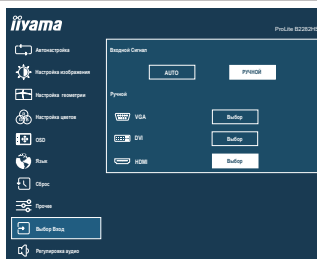 iiyama
ProLite B2282HS
Автонастройка
Настройка изображения
Настройка геометрии
Настройка цветов
OSD
Язык
Сброс
Прочее
Выбор Вход
Регулировка аудио
Входной Сигнал
AUTO РУЧНОЙ
Ручной
VGA Выбор
DVI Выбор
HDMI Выбор